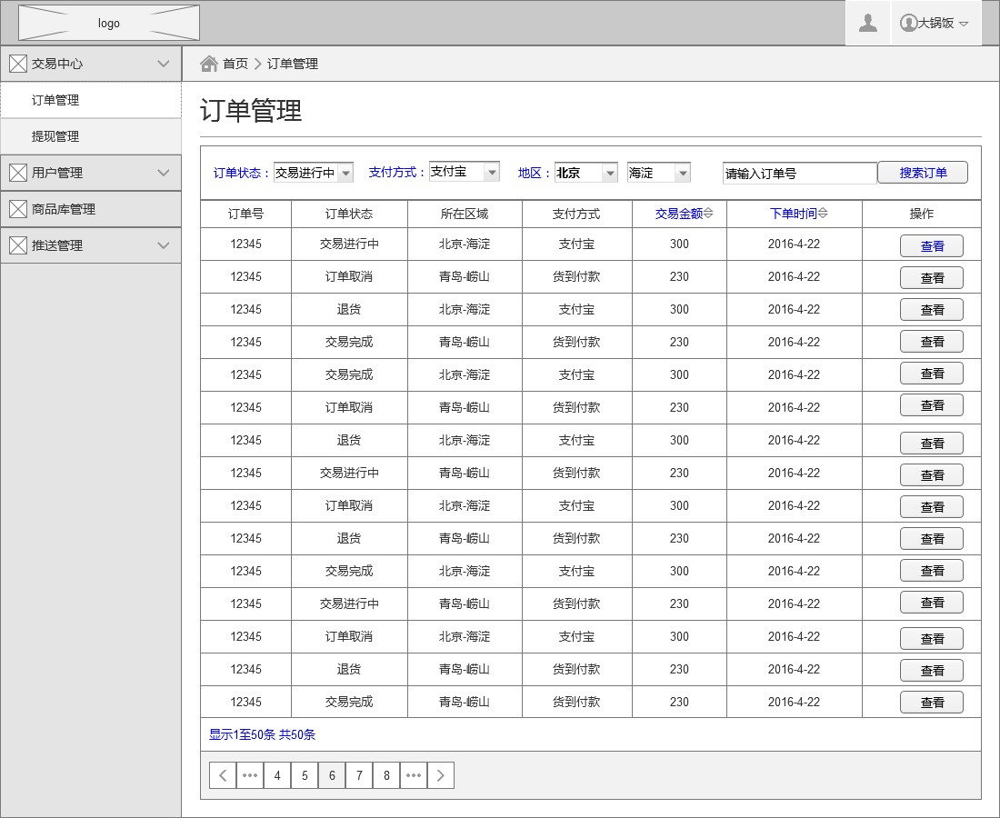 logo
大锅饭
交易中心
订单管理
提现管理
用户管理
商品库管理
推送管理
首页 订单管理
订单管理
订单状态： 交易进行中 支付方式： 支付宝 地区： 北京 海淀 请输入订单号 搜索订单
订单号 订单状态 所在区域 支付方式 交易金额 下单时间 操作
12345 交易进行中 北京-海淀 支付宝 300 2016-4-22 查看
12345 订单取消 青岛-崂山 货到付款 230 2016-4-22 查看
12345 退货 北京-海淀 支付宝 300 2016-4-22 查看
12345 交易完成 青岛-崂山 货到付款 230 2016-4-22 查看
12345 交易完成 北京-海淀 支付宝 300 2016-4-22 查看
12345 订单取消 青岛-崂山 货到付款 230 2016-4-22 查看
12345 退货 北京-海淀 支付宝 300 2016-4-22 查看
12345 交易进行中 青岛-崂山 货到付款 230 2016-4-22 查看
12345 订单取消 北京-海淀 支付宝 300 2016-4-22 查看
12345 退货 青岛-崂山 货到付款 230 2016-4-22 查看
12345 交易完成 北京-海淀 支付宝 300 2016-4-22 查看
12345 交易进行中 青岛-崂山 货到付款 230 2016-4-22 查看
12345 订单取消 北京-海淀 支付宝 300 2016-4-22 查看
12345 退货 青岛-崂山 货到付款 230 2016-4-22 查看
12345 交易完成 青岛-崂山 货到付款 230 2016-4-22 查看
显示1至50条 共50条
••• 4 5 6 7 8 •••